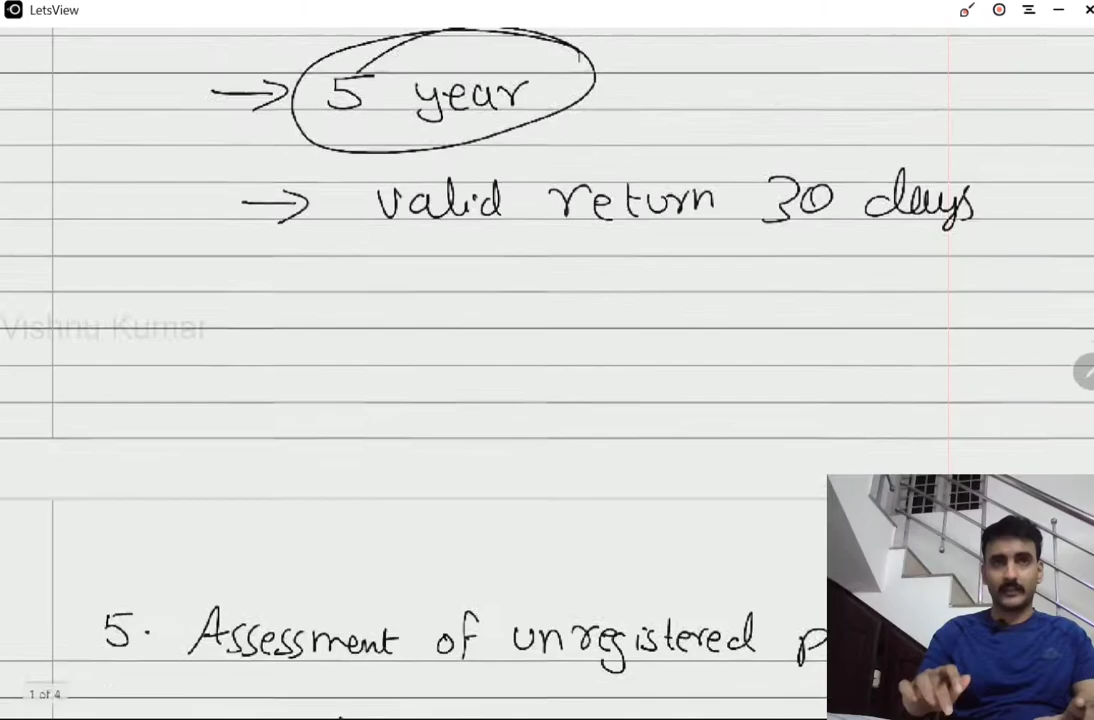 LetsView
→ 5 year
→ valid return 30 days
Vishnu Kumar
5. Assessment of unregistered p
1 of 4